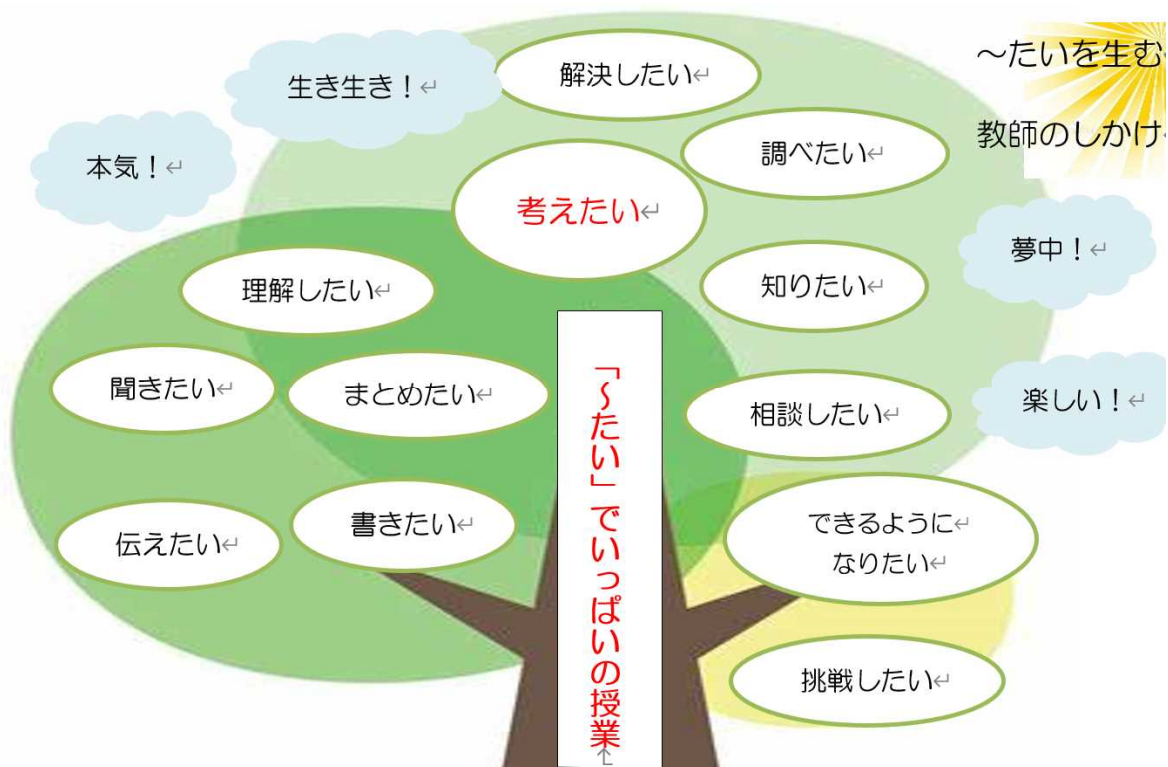 ～たいを生む
教師のしかけ
生き生き！
解決したい
本気！
調べたい
考えたい
夢中！
理解したい
知りたい
聞きたい
まとめたい
相談したい
楽しい！
伝えたい
書きたい
できるように
なりたい
挑戦したい
「～たい」でいっぱいの授業